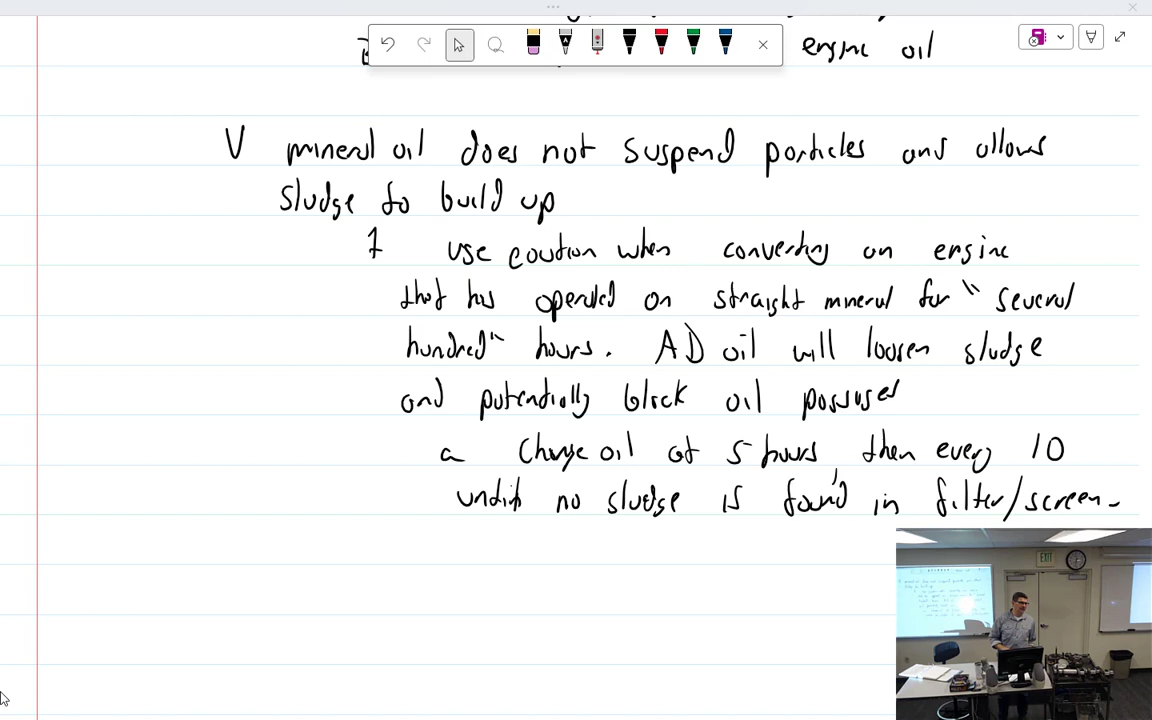 engine oil
V mineral oil does not suspend particles and allows
sludge to build up
1 use caution when converting an engine
that has operated on straight mineral for "several
hundred" hours. AD oil will loosen sludge
and potentially block oil passages
a Change oil at 5 hours, then every 10
until no sludge is found in filter/screen.
EXIT